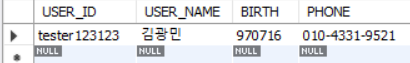 USER_ID USER_NAME BIRTH PHONE
tester123123 김광민 970716 010-4331-9521
NULL NULL NULL NULL